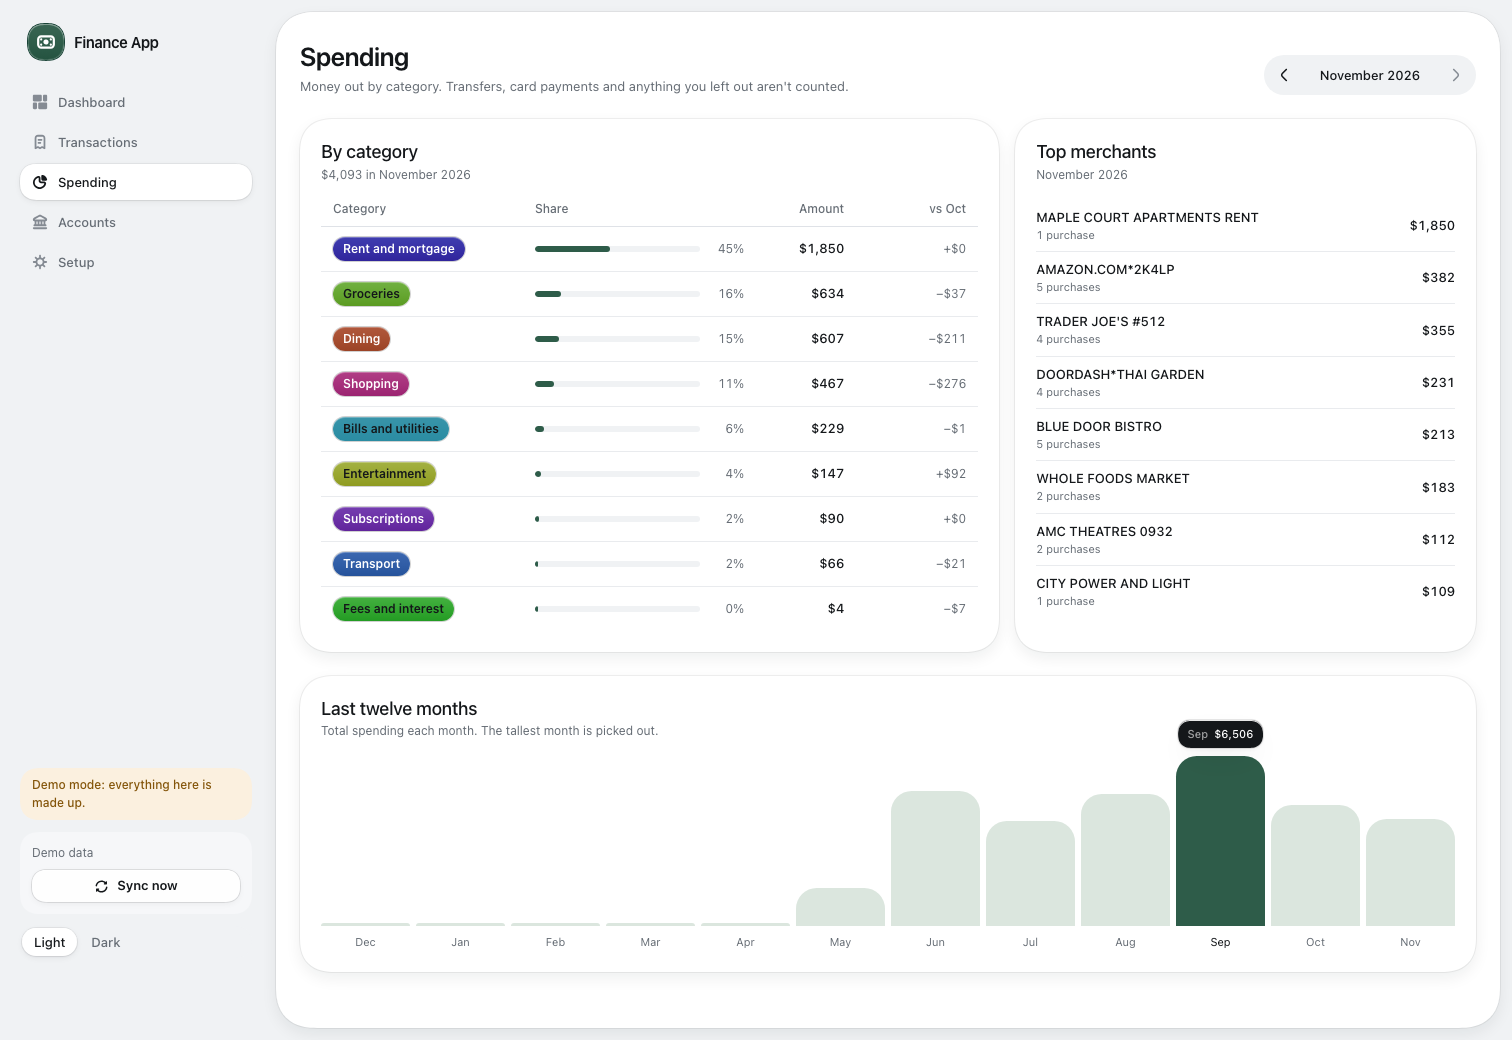 Finance App
Dashboard
Transactions
Spending
Accounts
Setup
Demo mode: everything here is
made up.
Demo data
Sync now
Light Dark
Spending
Money out by category. Transfers, card payments and anything you left out aren't counted.
November 2026
By category
$4,093 in November 2026
Category Share Amount vs Oct
Rent and mortgage 45% $1,850 +$0
Groceries 16% $634 −$37
Dining 15% $607 −$211
Shopping 11% $467 −$276
Bills and utilities 6% $229 −$1
Entertainment 4% $147 +$92
Subscriptions 2% $90 +$0
Transport 2% $66 −$21
Fees and interest 0% $4 −$7
Top merchants
November 2026
MAPLE COURT APARTMENTS RENT
1 purchase
$1,850
AMAZON.COM*2K4LP
5 purchases
$382
TRADER JOE'S #512
4 purchases
$355
DOORDASH*THAI GARDEN
4 purchases
$231
BLUE DOOR BISTRO
5 purchases
$213
WHOLE FOODS MARKET
2 purchases
$183
AMC THEATRES 0932
2 purchases
$112
CITY POWER AND LIGHT
1 purchase
$109
Last twelve months
Total spending each month. The tallest month is picked out.
Sep $6,506
Dec Jan Feb Mar Apr May Jun Jul Aug Sep Oct Nov